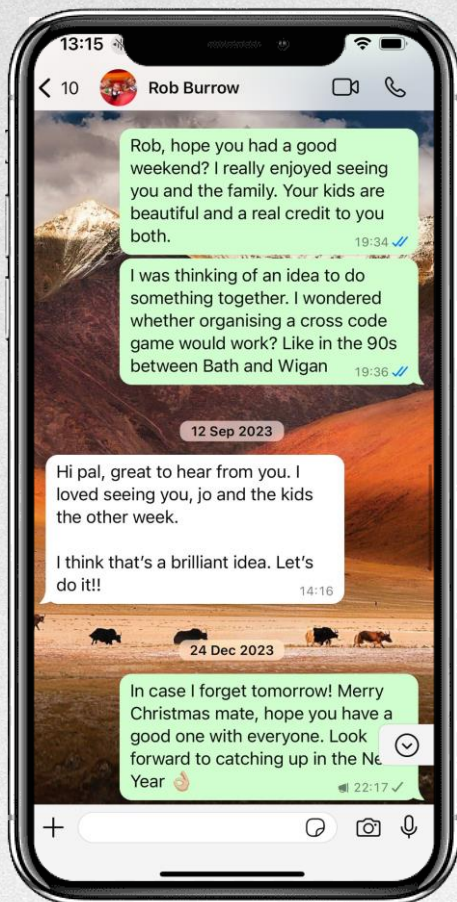 13:15
10 Rob Burrow
Rob, hope you had a good
weekend? I really enjoyed seeing
you and the family. Your kids are
beautiful and a real credit to you
both.
19:34
I was thinking of an idea to do
something together. I wondered
whether organising a cross code
game would work? Like in the 90s
between Bath and Wigan
19:36
12 Sep 2023
Hi pal, great to hear from you. I
loved seeing you, jo and the kids
the other week.
I think that’s a brilliant idea. Let’s
do it!!
14:16
24 Dec 2023
In case I forget tomorrow! Merry
Christmas mate, hope you have a
good one with everyone. Look
forward to catching up in the Ne
Year 👌🏼
22:17